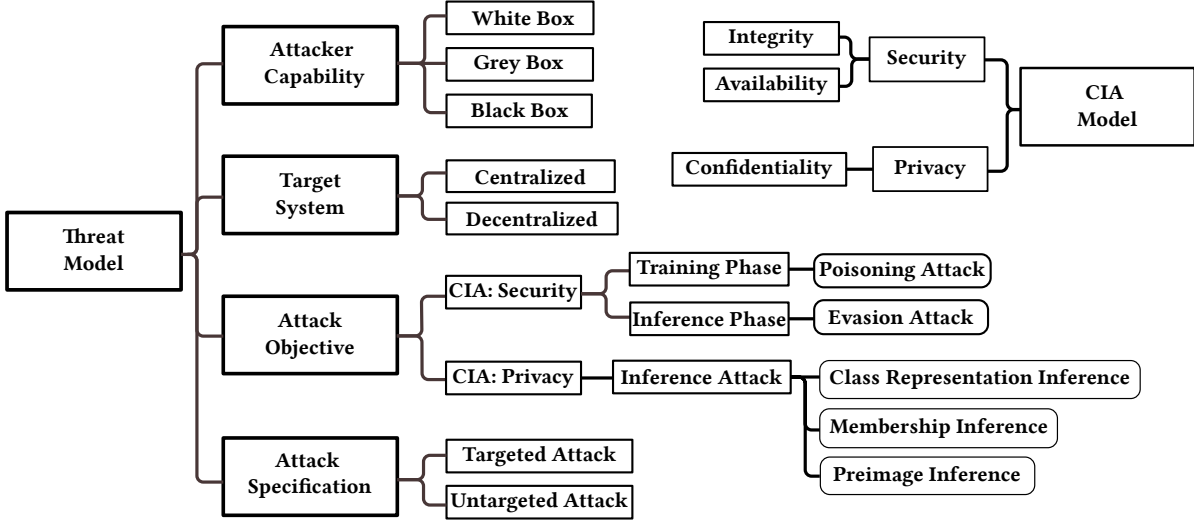 Threat
Model
Attacker
Capability
White Box
Grey Box
Black Box
Target
System
Centralized
Decentralized
Attack
Objective
CIA: Security
Training Phase
Poisoning Attack
Inference Phase
Evasion Attack
CIA: Privacy
Inference Attack
Class Representation Inference
Membership Inference
Preimage Inference
Attack
Specification
Targeted Attack
Untargeted Attack
CIA
Model
Security
Integrity
Availability
Privacy
Confidentiality